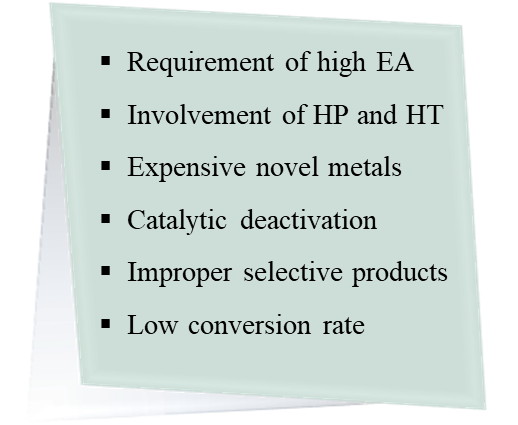 ▪ Requirement of high EA
▪ Involvement of HP and HT
▪ Expensive novel metals
▪ Catalytic deactivation
▪ Improper selective products
▪ Low conversion rate